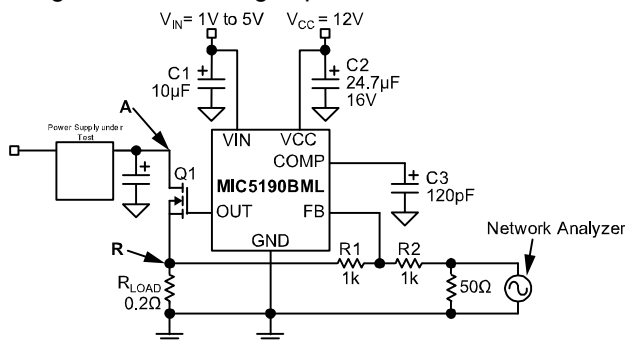 V_IN= 1V to 5V
V_CC = 12V
C1
10µF
C2
24.7µF
16V
A
Power Supply under
Test
VIN
VCC
COMP
Q1
MIC5190BML
C3
120pF
OUT
FB
GND
Network Analyzer
R
R1
1k
R2
1k
R_LOAD
0.2Ω
50Ω